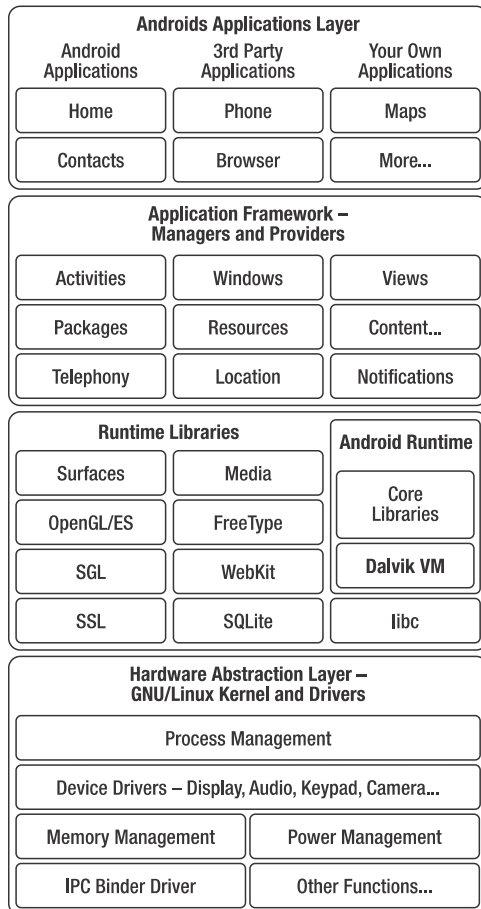 Androids Applications Layer
Android
Applications
3rd Party
Applications
Your Own
Applications
Home
Phone
Maps
Contacts
Browser
More...
Application Framework –
Managers and Providers
Activities
Windows
Views
Packages
Resources
Content...
Telephony
Location
Notifications
Runtime Libraries
Surfaces
Media
OpenGL/ES
FreeType
SGL
WebKit
SSL
SQLite
Android Runtime
Core
Libraries
Dalvik VM
libc
Hardware Abstraction Layer –
GNU/Linux Kernel and Drivers
Process Management
Device Drivers – Display, Audio, Keypad, Camera...
Memory Management
Power Management
IPC Binder Driver
Other Functions...